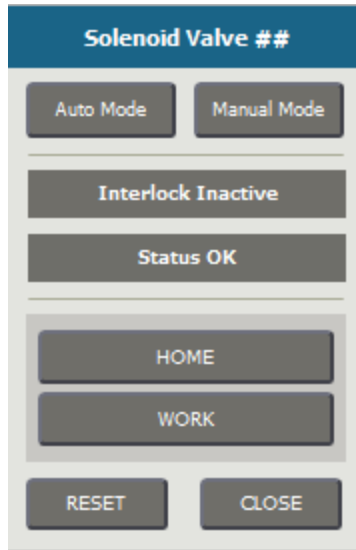 Solenoid Valve ##
Auto Mode Manual Mode
Interlock Inactive
Status OK
HOME
WORK
RESET CLOSE